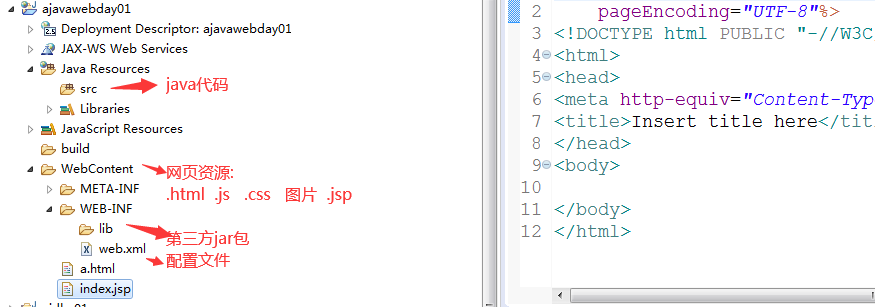 ajavawebday01
Deployment Descriptor: ajavawebday01
JAX-WS Web Services
Java Resources
src
java代码
Libraries
JavaScript Resources
build
WebContent
网页资源:
.html .js .css 图片 .jsp
META-INF
WEB-INF
lib
第三方jar包
web.xml
配置文件
a.html
index.jsp
2 pageEncoding="UTF-8"%>
3 <!DOCTYPE html PUBLIC "-//W3C
4 <html>
5 <head>
6 <meta http-equiv="Content-Typ
7 <title>Insert title here</tit
8 </head>
9 <body>
10
11 </body>
12 </html>